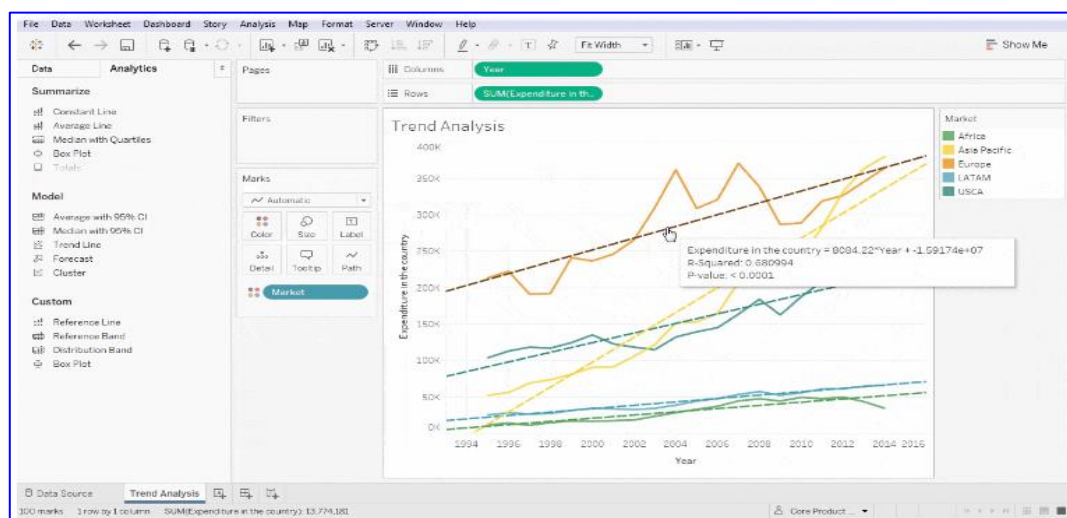 File Data Worksheet Dashboard Story Analysis Map Format Server Window Help
Fit Width
Show Me
Data Analytics
Pages
Columns Year
Rows SUM(Expenditure in th..
Summarize
Constant Line
Average Line
Median with Quartiles
Box Plot
Totals
Model
Average with 95% CI
Median with 95% CI
Trend Line
Forecast
Cluster
Custom
Reference Line
Reference Band
Distribution Band
Box Plot
Filters
Marks
Automatic
Color Size Label
Detail Tooltip Path
Market
Trend Analysis
400K
350K
300K
250K
200K
150K
100K
50K
0K
Expenditure in the country
1994 1996 1998 2000 2002 2004 2006 2008 2010 2012 2014 2016
Year
Expenditure in the country = 8084.22*Year + -1.59174e+07
R-Squared: 0.680994
P-value: < 0.0001
Market
Africa
Asia Pacific
Europe
LATAM
USCA
Data Source Trend Analysis
100 marks 1 row by 1 column SUM(Expenditure in the country): 13,774,181
Core Product ...